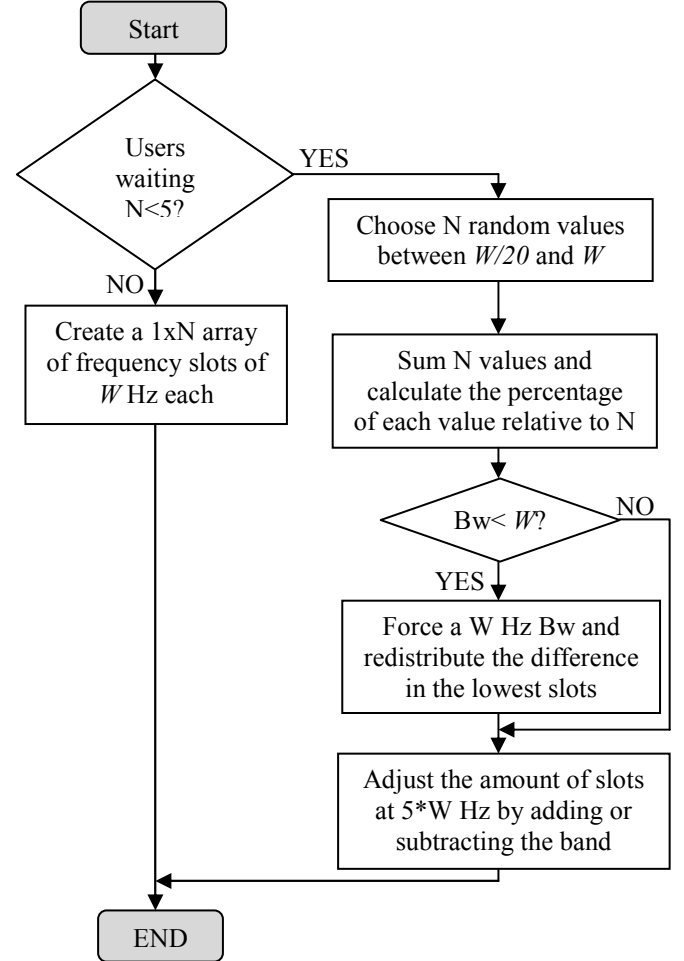 Start
Users
waiting
N<5?
YES
NO
Choose N random values
between W/20 and W
Create a 1xN array
of frequency slots of
W Hz each
Sum N values and
calculate the percentage
of each value relative to N
Bw< W?
NO
YES
Force a W Hz Bw and
redistribute the difference
in the lowest slots
Adjust the amount of slots
at 5*W Hz by adding or
subtracting the band
END